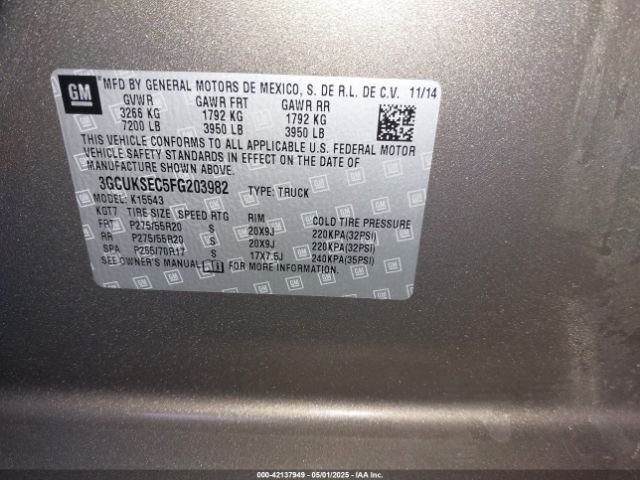 GM MFD BY GENERAL MOTORS DE MEXICO, S. DE R.L. DE C.V. 11/14
GVWR GAWR FRT GAWR RR
3266 KG 1792 KG 1792 KG
7200 LB 3950 LB 3950 LB
THIS VEHICLE CONFORMS TO ALL APPLICABLE U.S. FEDERAL MOTOR
VEHICLE SAFETY STANDARDS IN EFFECT ON THE DATE OF
MANUFACTURE SHOWN ABOVE.
3GCUKSEC5FG203982 TYPE: TRUCK
MODEL: K15543
KGT7 TIRE SIZE SPEED RTG RIM COLD TIRE PRESSURE
FRT P275/55R20 S 20X9J 220KPA(32PSI)
RR P275/55R20 S 20X9J 220KPA(32PSI)
SPA P265/70R17 S 17X7.5J 240KPA(35PSI)
SEE OWNER'S MANUAL FOR MORE INFORMATION.
000-42137949 - 05/01/2025 - IAAI.COM